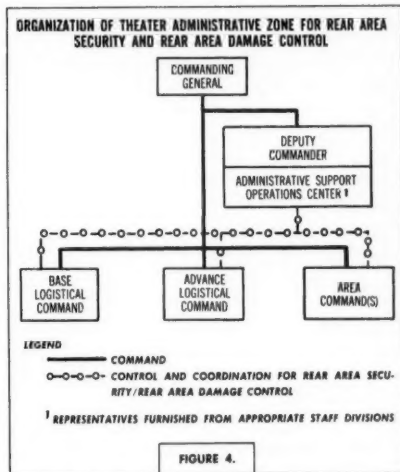 ORGANIZATION OF THEATER ADMINISTRATIVE ZONE FOR REAR AREA
SECURITY AND REAR AREA DAMAGE CONTROL
COMMANDING
GENERAL
DEPUTY
COMMANDER
ADMINISTRATIVE SUPPORT
OPERATIONS CENTER 1
BASE
LOGISTICAL
COMMAND
ADVANCE
LOGISTICAL
COMMAND
AREA
COMMAND(S)
LEGEND
COMMAND
CONTROL AND COORDINATION FOR REAR AREA SECU-
RITY/REAR AREA DAMAGE CONTROL
1 REPRESENTATIVES FURNISHED FROM APPROPRIATE STAFF DIVISIONS
FIGURE 4.